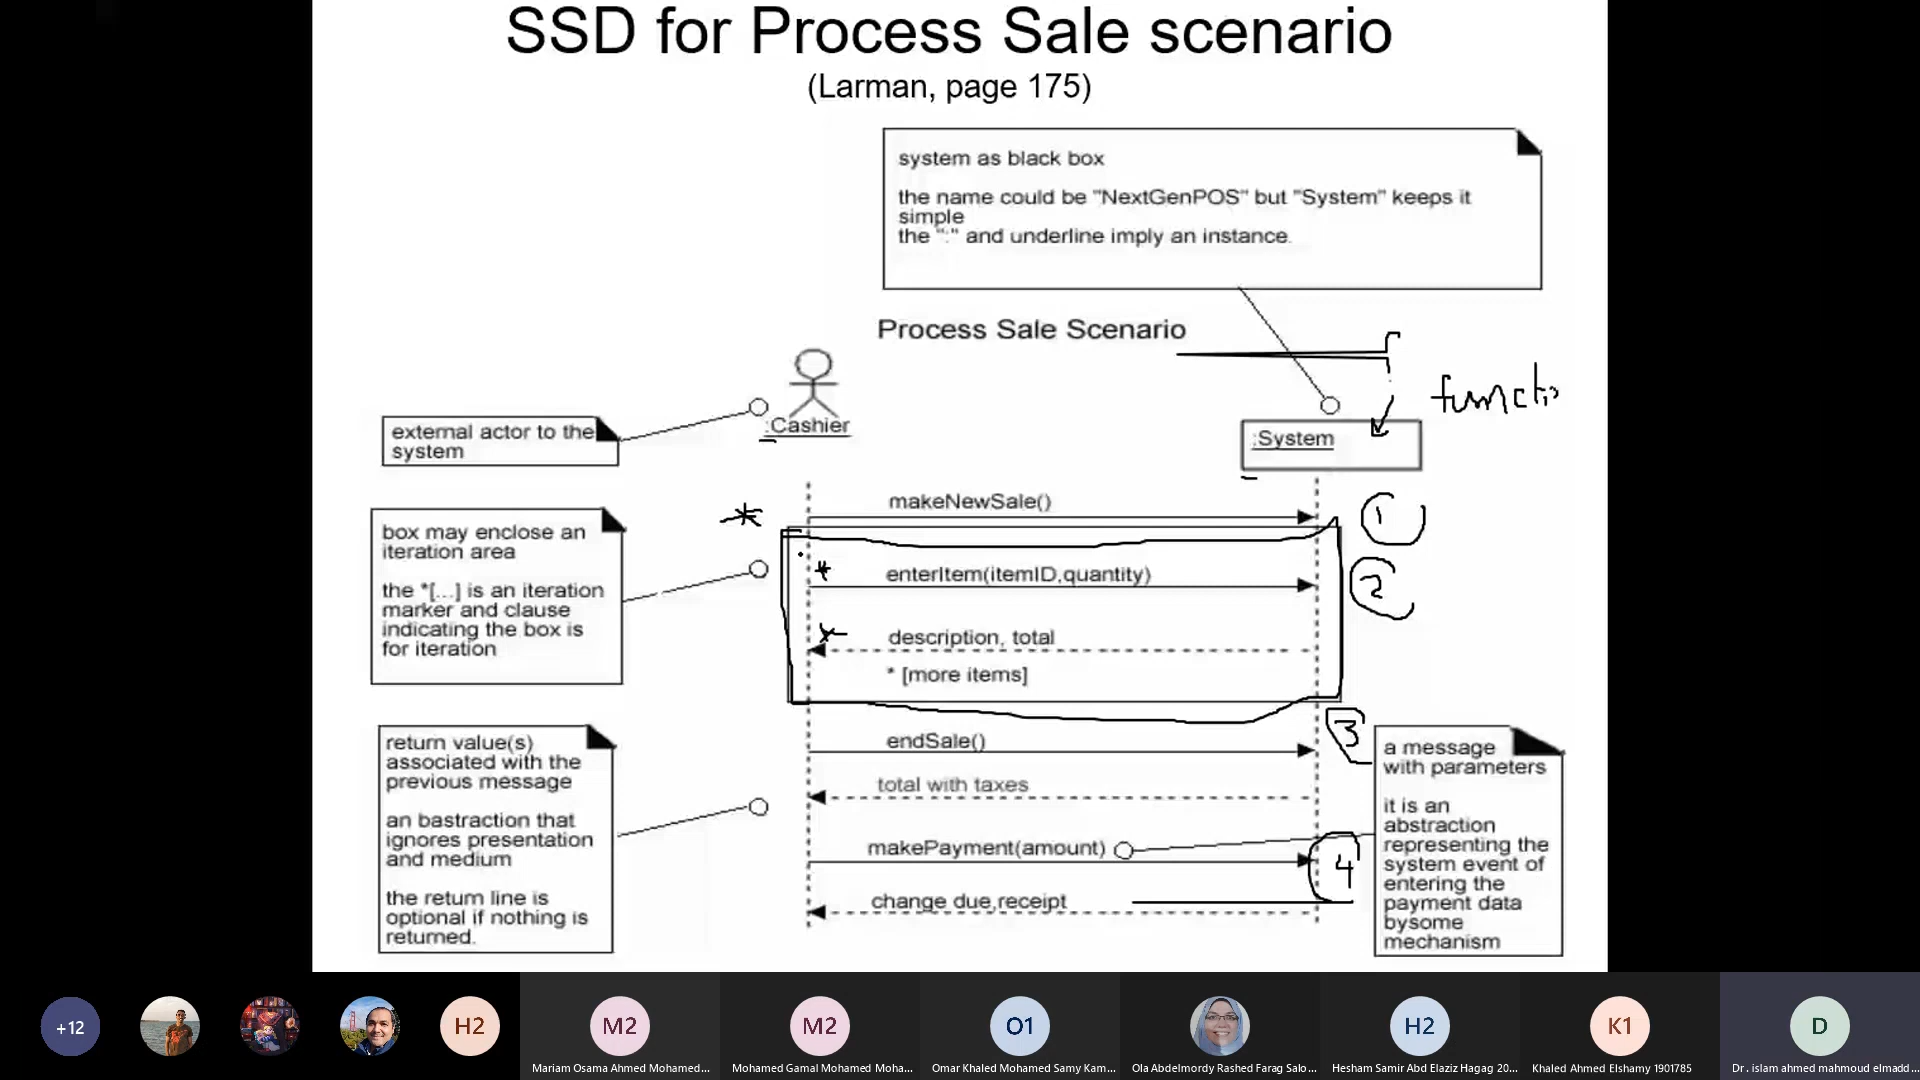 SSD for Process Sale scenario
(Larman, page 175)
system as black box
the name could be "NextGenPOS" but "System" keeps it
simple
the ":" and underline imply an instance.
Process Sale Scenario
:Cashier
external actor to the
system
:System
makeNewSale()
1
box may enclose an
iteration area
the *[...] is an iteration
marker and clause
indicating the box is
for iteration
*
*
enterItem(itemID,quantity)
2
*
description, total
* [more items]
return value(s)
associated with the
previous message
an bastraction that
ignores presentation
and medium
the return line is
optional if nothing is
returned.
endSale()
3
total with taxes
makePayment(amount)
4
change due,receipt
a message
with parameters
it is an
abstraction
representing the
system event of
entering the
payment data
bysome
mechanism
+12
H2
M2
M2
O1
H2
K1
D
Mariam Osama Ahmed Mohamed...
Mohamed Gamal Mohamed Moha...
Omar Khaled Mohamed Samy Kam...
Ola Abdelmordy Rashed Farag Salo...
Hesham Samir Abd Elaziz Hagag 20...
Khaled Ahmed Elshamy 1901785
Dr. islam ahmed mahmoud elmadd...